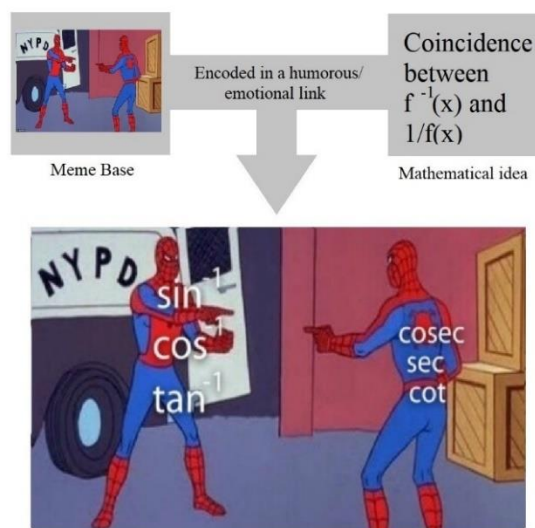 NYPD
Meme Base
Encoded in a humorous/
emotional link
Coincidence
between
f ⁻¹(x) and
1/f(x)
Mathematical idea
NYPD
sin⁻¹
cos⁻¹
tan⁻¹
cosec
sec
cot